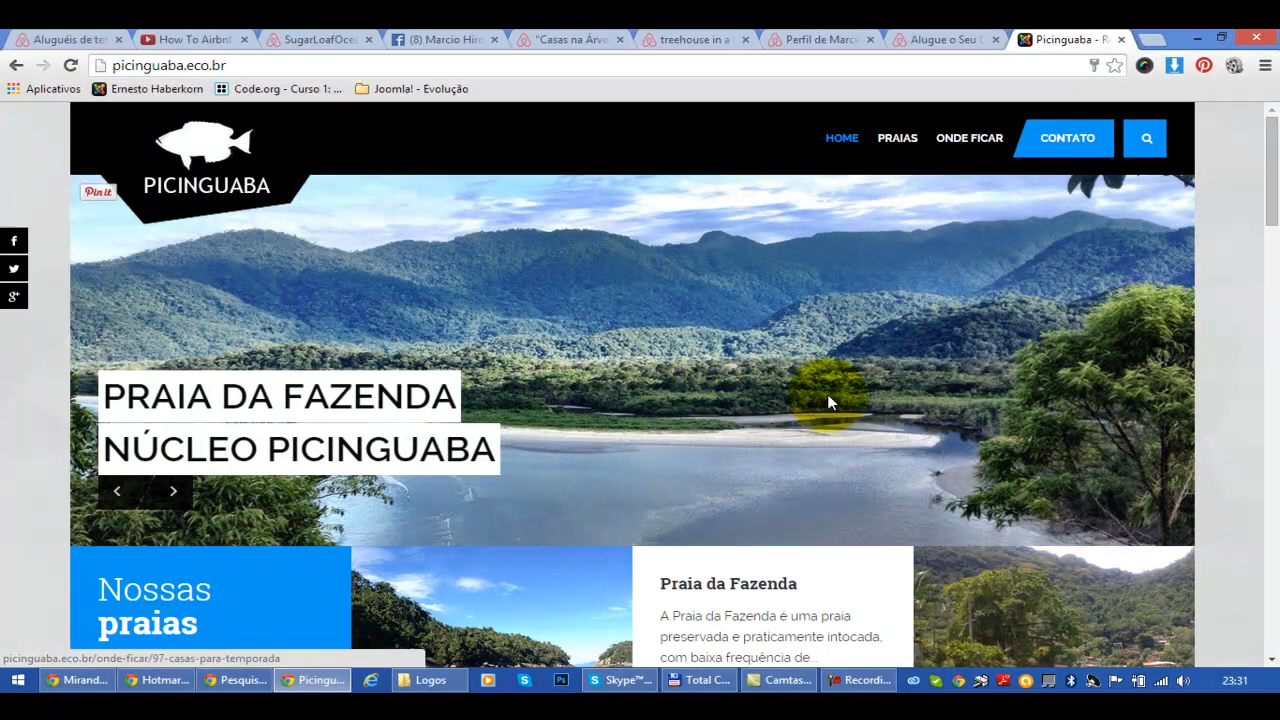 Aluguéis de te
How To Airbn
SugarLoafOce
(8) Marcio Hiro
"Casas na Árvo
treehouse in a
Perfil de Marci
Alugue o Seu
Picinguaba - R
picinguaba.eco.br
Aplicativos
Ernesto Haberkorn
Code.org - Curso 1: ...
Joomla! - Evolução
PICINGUABA
HOME
PRAIAS
ONDE FICAR
CONTATO
Pin it
PRAIA DA FAZENDA
NÚCLEO PICINGUABA
Nossas
praias
Praia da Fazenda
A Praia da Fazenda é uma praia
preservada e praticamente intocada,
com baixa frequência de...
picinguaba.eco.br/onde-ficar/97-casas-para-temporada
Mirand...
Hotmar...
Pesquis...
Picingu...
Logos
Skype™...
Total C...
Camtas...
Recordi...
23:31